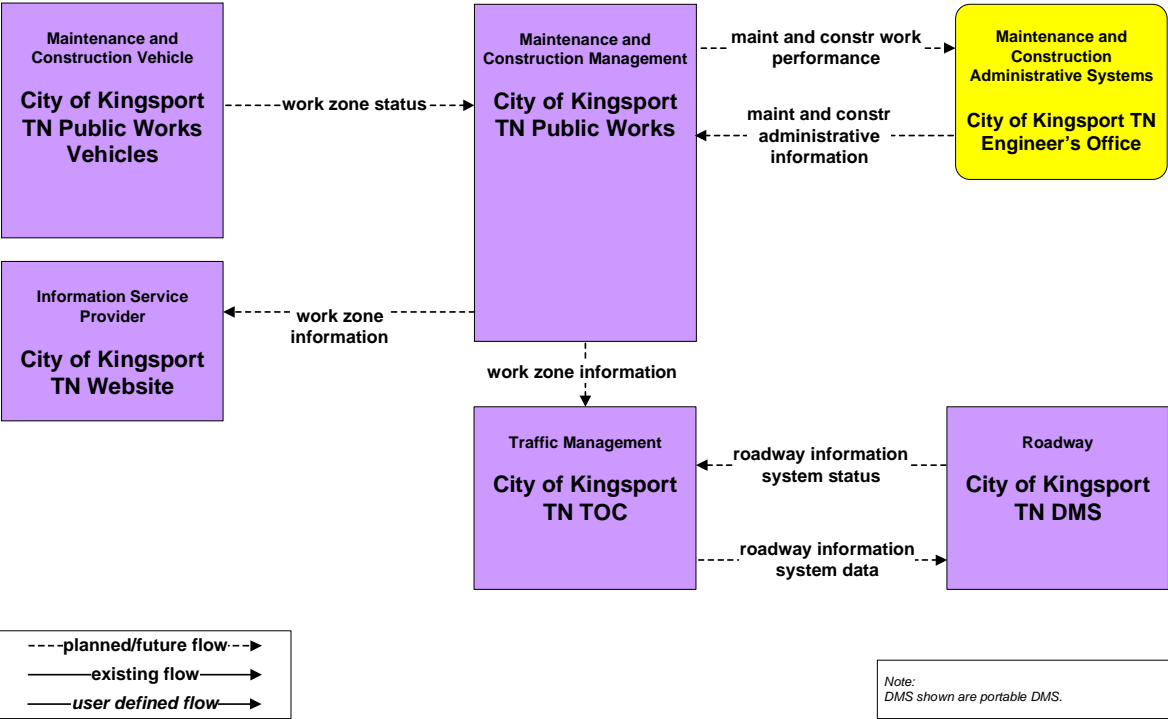 Maintenance and
Construction Vehicle
City of Kingsport
TN Public Works
Vehicles
work zone status
Maintenance and
Construction Management
City of Kingsport
TN Public Works
maint and constr work
performance
maint and constr
administrative
information
Maintenance and
Construction
Administrative Systems
City of Kingsport TN
Engineer's Office
Information Service
Provider
City of Kingsport
TN Website
work zone
information
work zone information
Traffic Management
City of Kingsport
TN TOC
roadway information
system status
roadway information
system data
Roadway
City of Kingsport
TN DMS
planned/future flow
existing flow
user defined flow
Note:
DMS shown are portable DMS.